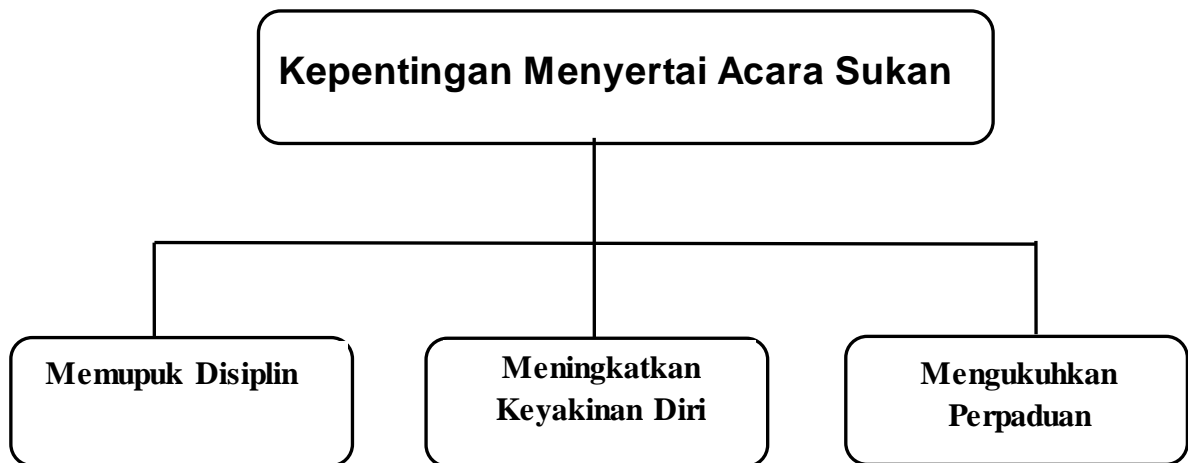 Kepentingan Menyertai Acara Sukan
Memupuk Disiplin
Meningkatkan
Keyakinan Diri
Mengukuhkan
Perpaduan